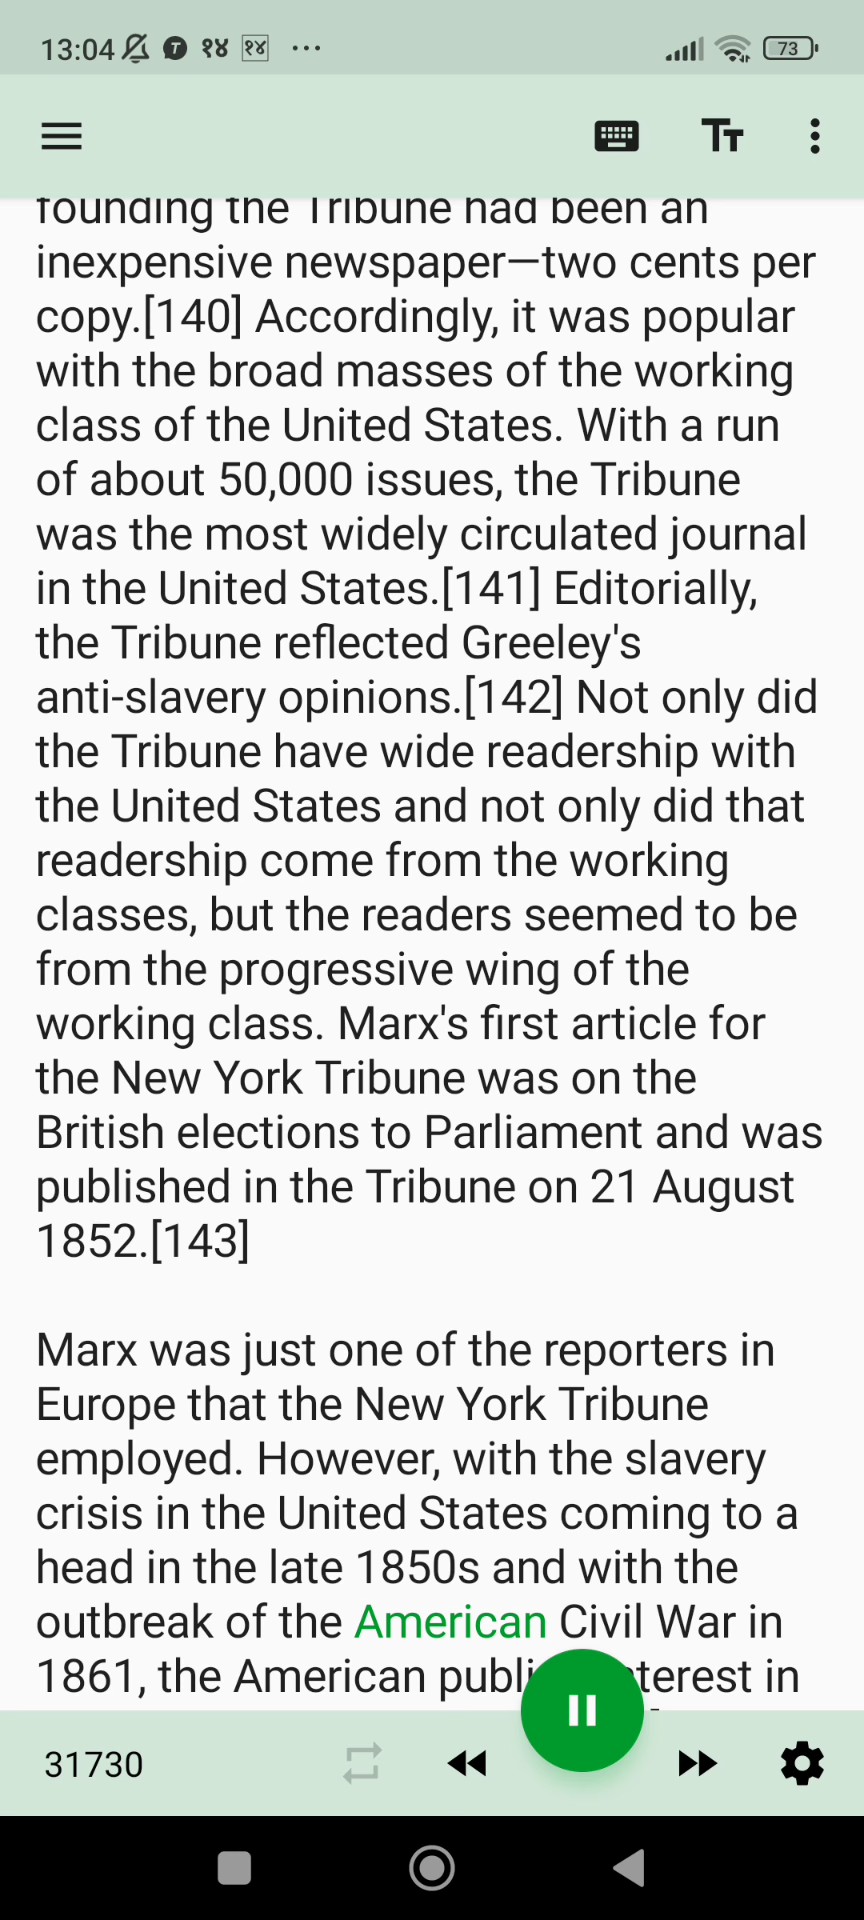 13:04 T १४ १४ ... 73
Tт
founding the Tribune had been an
inexpensive newspaper—two cents per
copy.[140] Accordingly, it was popular
with the broad masses of the working
class of the United States. With a run
of about 50,000 issues, the Tribune
was the most widely circulated journal
in the United States.[141] Editorially,
the Tribune reflected Greeley's
anti-slavery opinions.[142] Not only did
the Tribune have wide readership with
the United States and not only did that
readership come from the working
classes, but the readers seemed to be
from the progressive wing of the
working class. Marx's first article for
the New York Tribune was on the
British elections to Parliament and was
published in the Tribune on 21 August
1852.[143]
Marx was just one of the reporters in
Europe that the New York Tribune
employed. However, with the slavery
crisis in the United States coming to a
head in the late 1850s and with the
outbreak of the American Civil War in
1861, the American in
31730